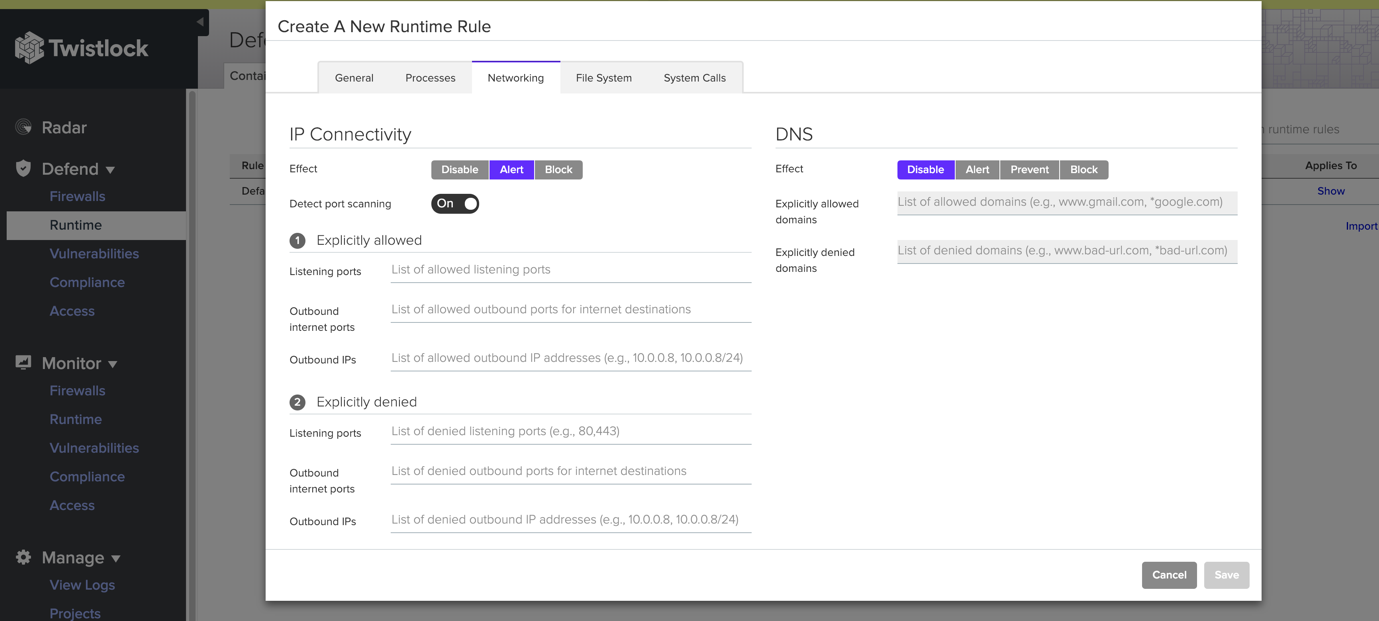 Twistlock
Radar
Defend
Firewalls
Runtime
Vulnerabilities
Compliance
Access
Monitor
Firewalls
Runtime
Vulnerabilities
Compliance
Access
Manage
View Logs
Projects
Create A New Runtime Rule
General Processes Networking File System System Calls
IP Connectivity
Effect Disable Alert Block
Detect port scanning On
1 Explicitly allowed
Listening ports List of allowed listening ports
Outbound
internet ports List of allowed outbound ports for internet destinations
Outbound IPs List of allowed outbound IP addresses (e.g., 10.0.0.8, 10.0.0.8/24)
2 Explicitly denied
Listening ports List of denied listening ports (e.g., 80,443)
Outbound
internet ports List of denied outbound ports for internet destinations
Outbound IPs List of denied outbound IP addresses (e.g., 10.0.0.8, 10.0.0.8/24)
DNS
Effect Disable Alert Prevent Block
Explicitly allowed
domains List of allowed domains (e.g., www.gmail.com, *google.com)
Explicitly denied
domains List of denied domains (e.g., www.bad-url.com, *bad-url.com)
Cancel Save
Defe
Contai
Rule
Defa
runtime rules
Applies To
Show
Import